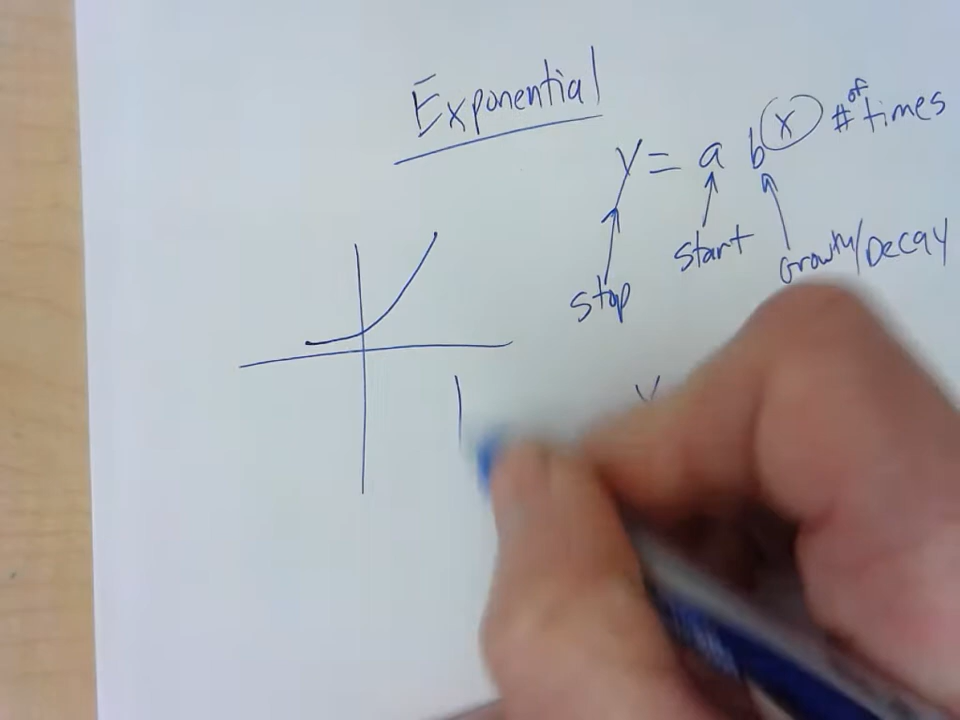 Exponential
y = a b^x # of times
start
Growth/Decay
stop
y